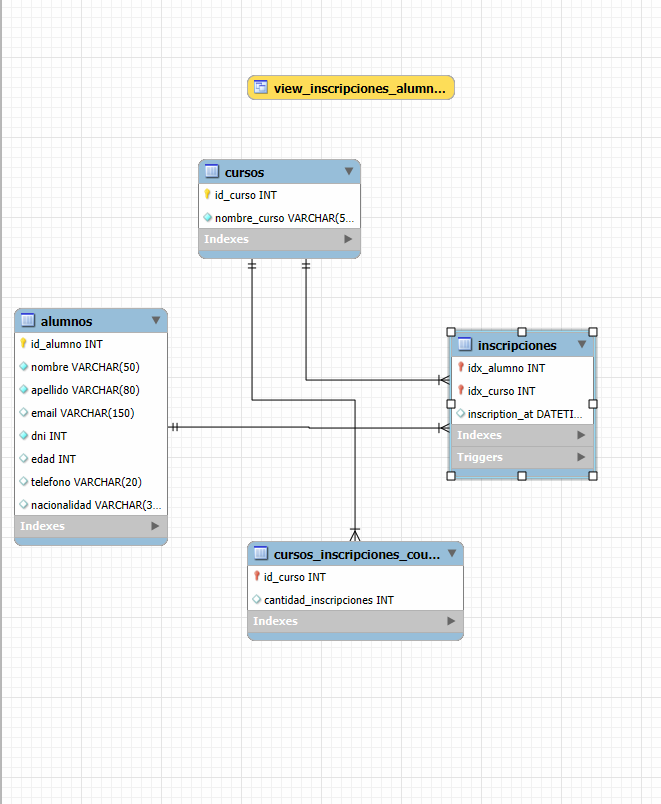 view_inscripciones_alumn...
cursos
id_curso INT
nombre_curso VARCHAR(5...
Indexes
alumnos
id_alumno INT
nombre VARCHAR(50)
apellido VARCHAR(80)
email VARCHAR(150)
dni INT
edad INT
telefono VARCHAR(20)
nacionalidad VARCHAR(3...
Indexes
inscripciones
idx_alumno INT
idx_curso INT
inscription_at DATETI...
Indexes
Triggers
cursos_inscripciones_cou...
id_curso INT
cantidad_inscripciones INT
Indexes